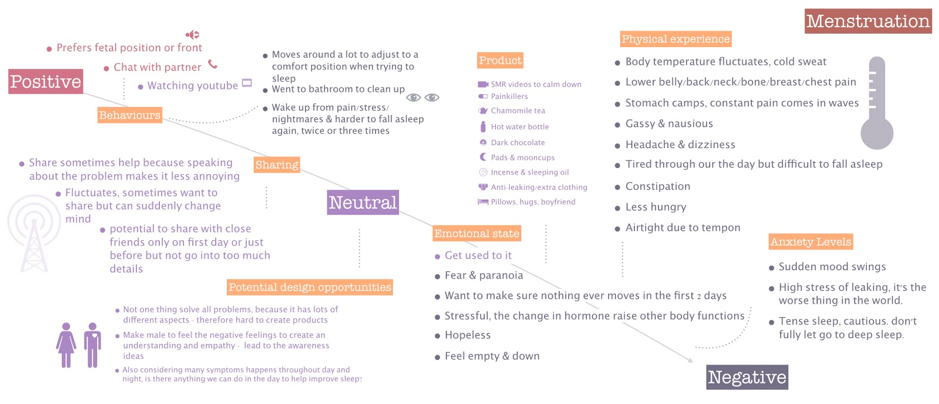 Menstruation
Positive
Prefers fetal position or front
Chat with partner
Watching youtube
Behaviours
Moves around a lot to adjust to a
comfort position when trying to
sleep
Went to bathroom to clean up
Wake up from pain/stress/
nightmares & harder to fall asleep
again, twice or three times
Sharing
Share sometimes help because speaking
about the problem makes it less annoying
Fluctuates, sometimes want to
share but can suddenly change
mind
potential to share with close
friends only on first day or just
before but not go into too much
details
Neutral
Potential design opportunities
Not one thing solve all problems, because it has lots of
different aspects - therefore hard to create products
Make male to feel the negative feelings to create an
understanding and empathy - lead to the awareness
ideas
Also considering many symptoms happens throughout day and
night, is there anything we can do in the day to help improve sleep?
Product
SMR videos to calm down
Painkillers
Chamomile tea
Hot water bottle
Dark chocolate
Pads & mooncups
Incense & sleeping oil
Anti-leaking/extra clothing
Pillows, hugs, boyfriend
Emotional state
Get used to it
Fear & paranoia
Want to make sure nothing ever moves in the first 2 days
Stressful, the change in hormone raise other body functions
Hopeless
Feel empty & down
Physical experience
Body temperature fluctuates, cold sweat
Lower belly/back/neck/bone/breast/chest pain
Stomach camps, constant pain comes in waves
Gassy & nausious
Headache & dizziness
Tired through our the day but difficult to fall asleep
Constipation
Less hungry
Airtight due to tempon
Anxiety Levels
Sudden mood swings
High stress of leaking, it's the
worse thing in the world.
Tense sleep, cautious. don't
fully let go to deep sleep.
Negative